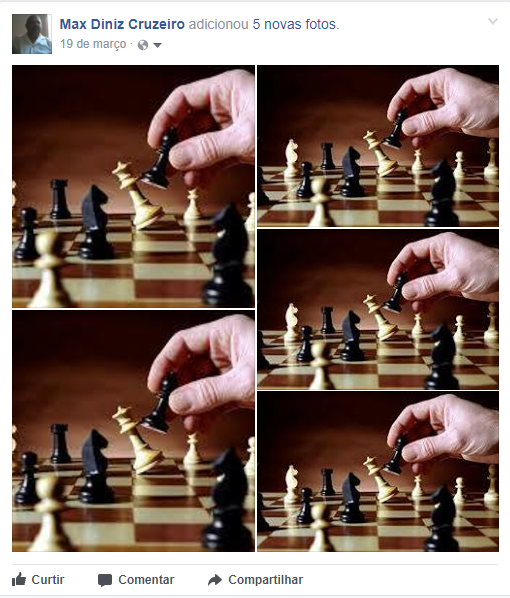 Max Diniz Cruzeiro adicionou 5 novas fotos.
19 de março ·
Curtir Comentar Compartilhar